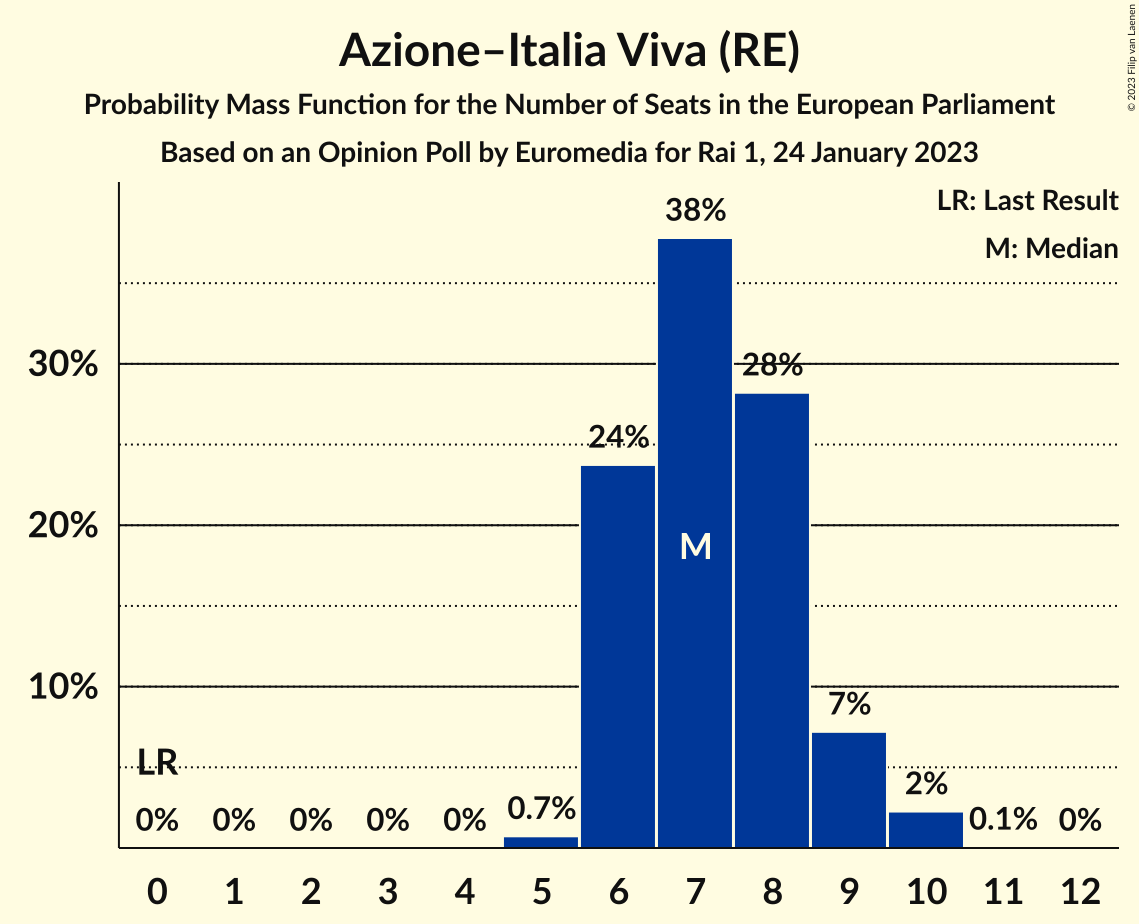 Azione–Italia Viva (RE)
Probability Mass Function for the Number of Seats in the European Parliament
Based on an Opinion Poll by Euromedia for Rai 1, 24 January 2023
© 2023 Filip van Laenen
LR: Last Result
M: Median
38%
30%
28%
24%
20%
M
10%
7%
LR
2%
0% 0% 0% 0% 0% 0.7% 0.1% 0%
0 1 2 3 4 5 6 7 8 9 10 11 12